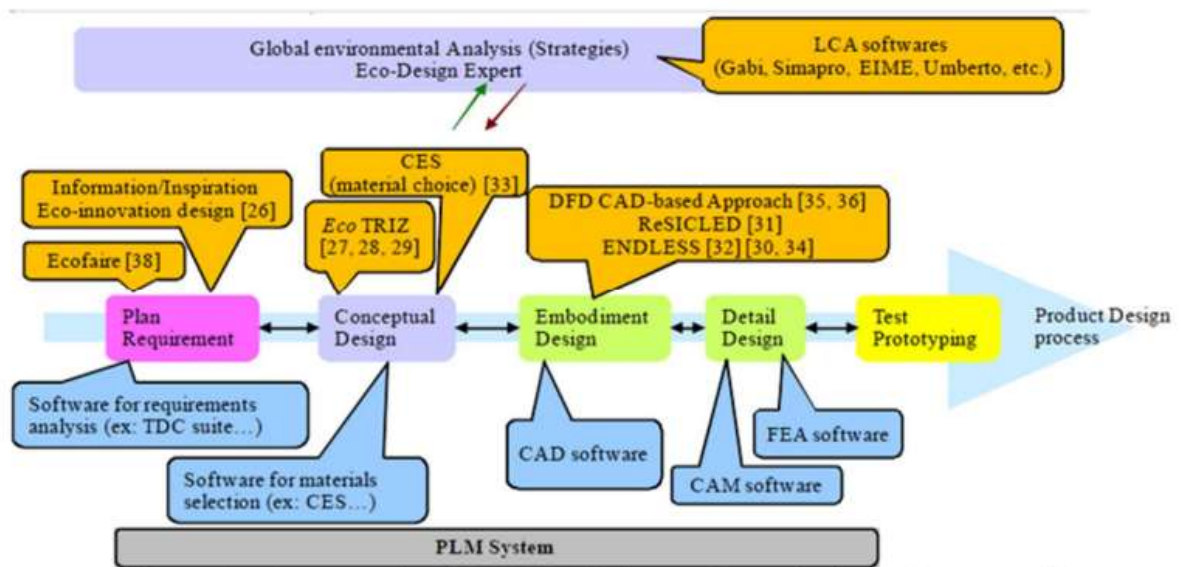 Global environmental Analysis (Strategies)
Eco-Design Expert
LCA softwares
(Gabi, Simapro, EIME, Umberto, etc.)
Information/Inspiration
Eco-innovation design [26]
Ecofaire [38]
CES
(material choice) [33]
Eco TRIZ
[27, 28, 29]
DFD CAD-based Approach [35, 36]
ReSICLED [31]
ENDLESS [32] [30, 34]
Plan
Requirement
Conceptual
Design
Embodiment
Design
Detail
Design
Test
Prototyping
Product Design
process
Software for requirements
analysis (ex: TDC suite…)
Software for materials
selection (ex: CES…)
CAD software
CAM software
FEA software
PLM System